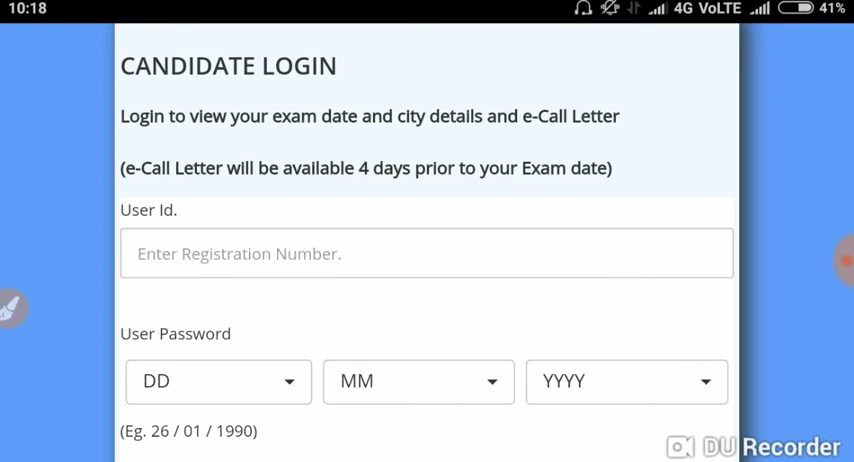 10:18 4G VoLTE 41%
CANDIDATE LOGIN
Login to view your exam date and city details and e-Call Letter
(e-Call Letter will be available 4 days prior to your Exam date)
User Id.
Enter Registration Number.
User Password
DD MM YYYY
(Eg. 26 / 01 / 1990)
DU Recorder